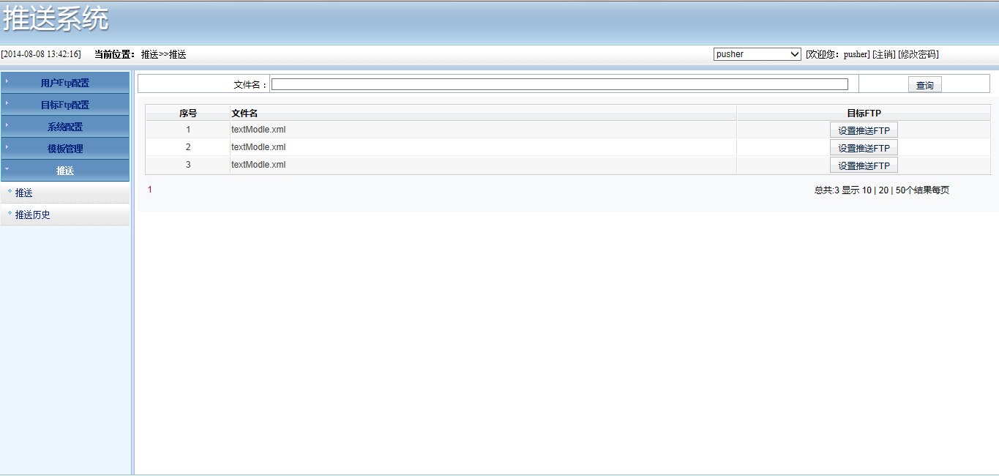 推送系统
[2014-08-08 13:42:16] 当前位置: 推送>>推送 pusher [欢迎您: pusher] [注销] [修改密码]
用户Ftp配置
目标Ftp配置
系统配置
模板管理
推送
推送
推送历史
文件名: 查询
序号 文件名 目标FTP
1 textModle.xml 设置推送FTP
2 textModle.xml 设置推送FTP
3 textModle.xml 设置推送FTP
1 总共:3 显示 10 | 20 | 50个结果每页